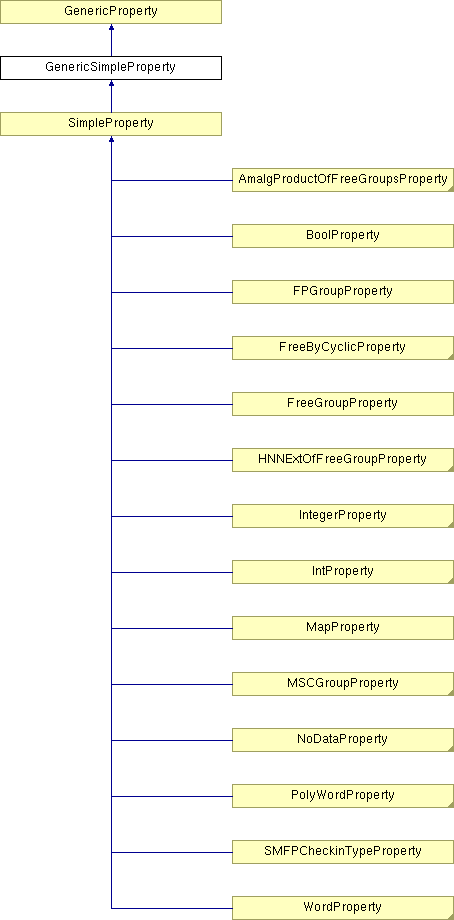 GenericProperty
GenericSimpleProperty
SimpleProperty
AmalgProductOfFreeGroupsProperty
BoolProperty
FPGroupProperty
FreeByCyclicProperty
FreeGroupProperty
HNNExtOfFreeGroupProperty
IntegerProperty
IntProperty
MapProperty
MSCGroupProperty
NoDataProperty
PolyWordProperty
SMFPCheckinTypeProperty
WordProperty